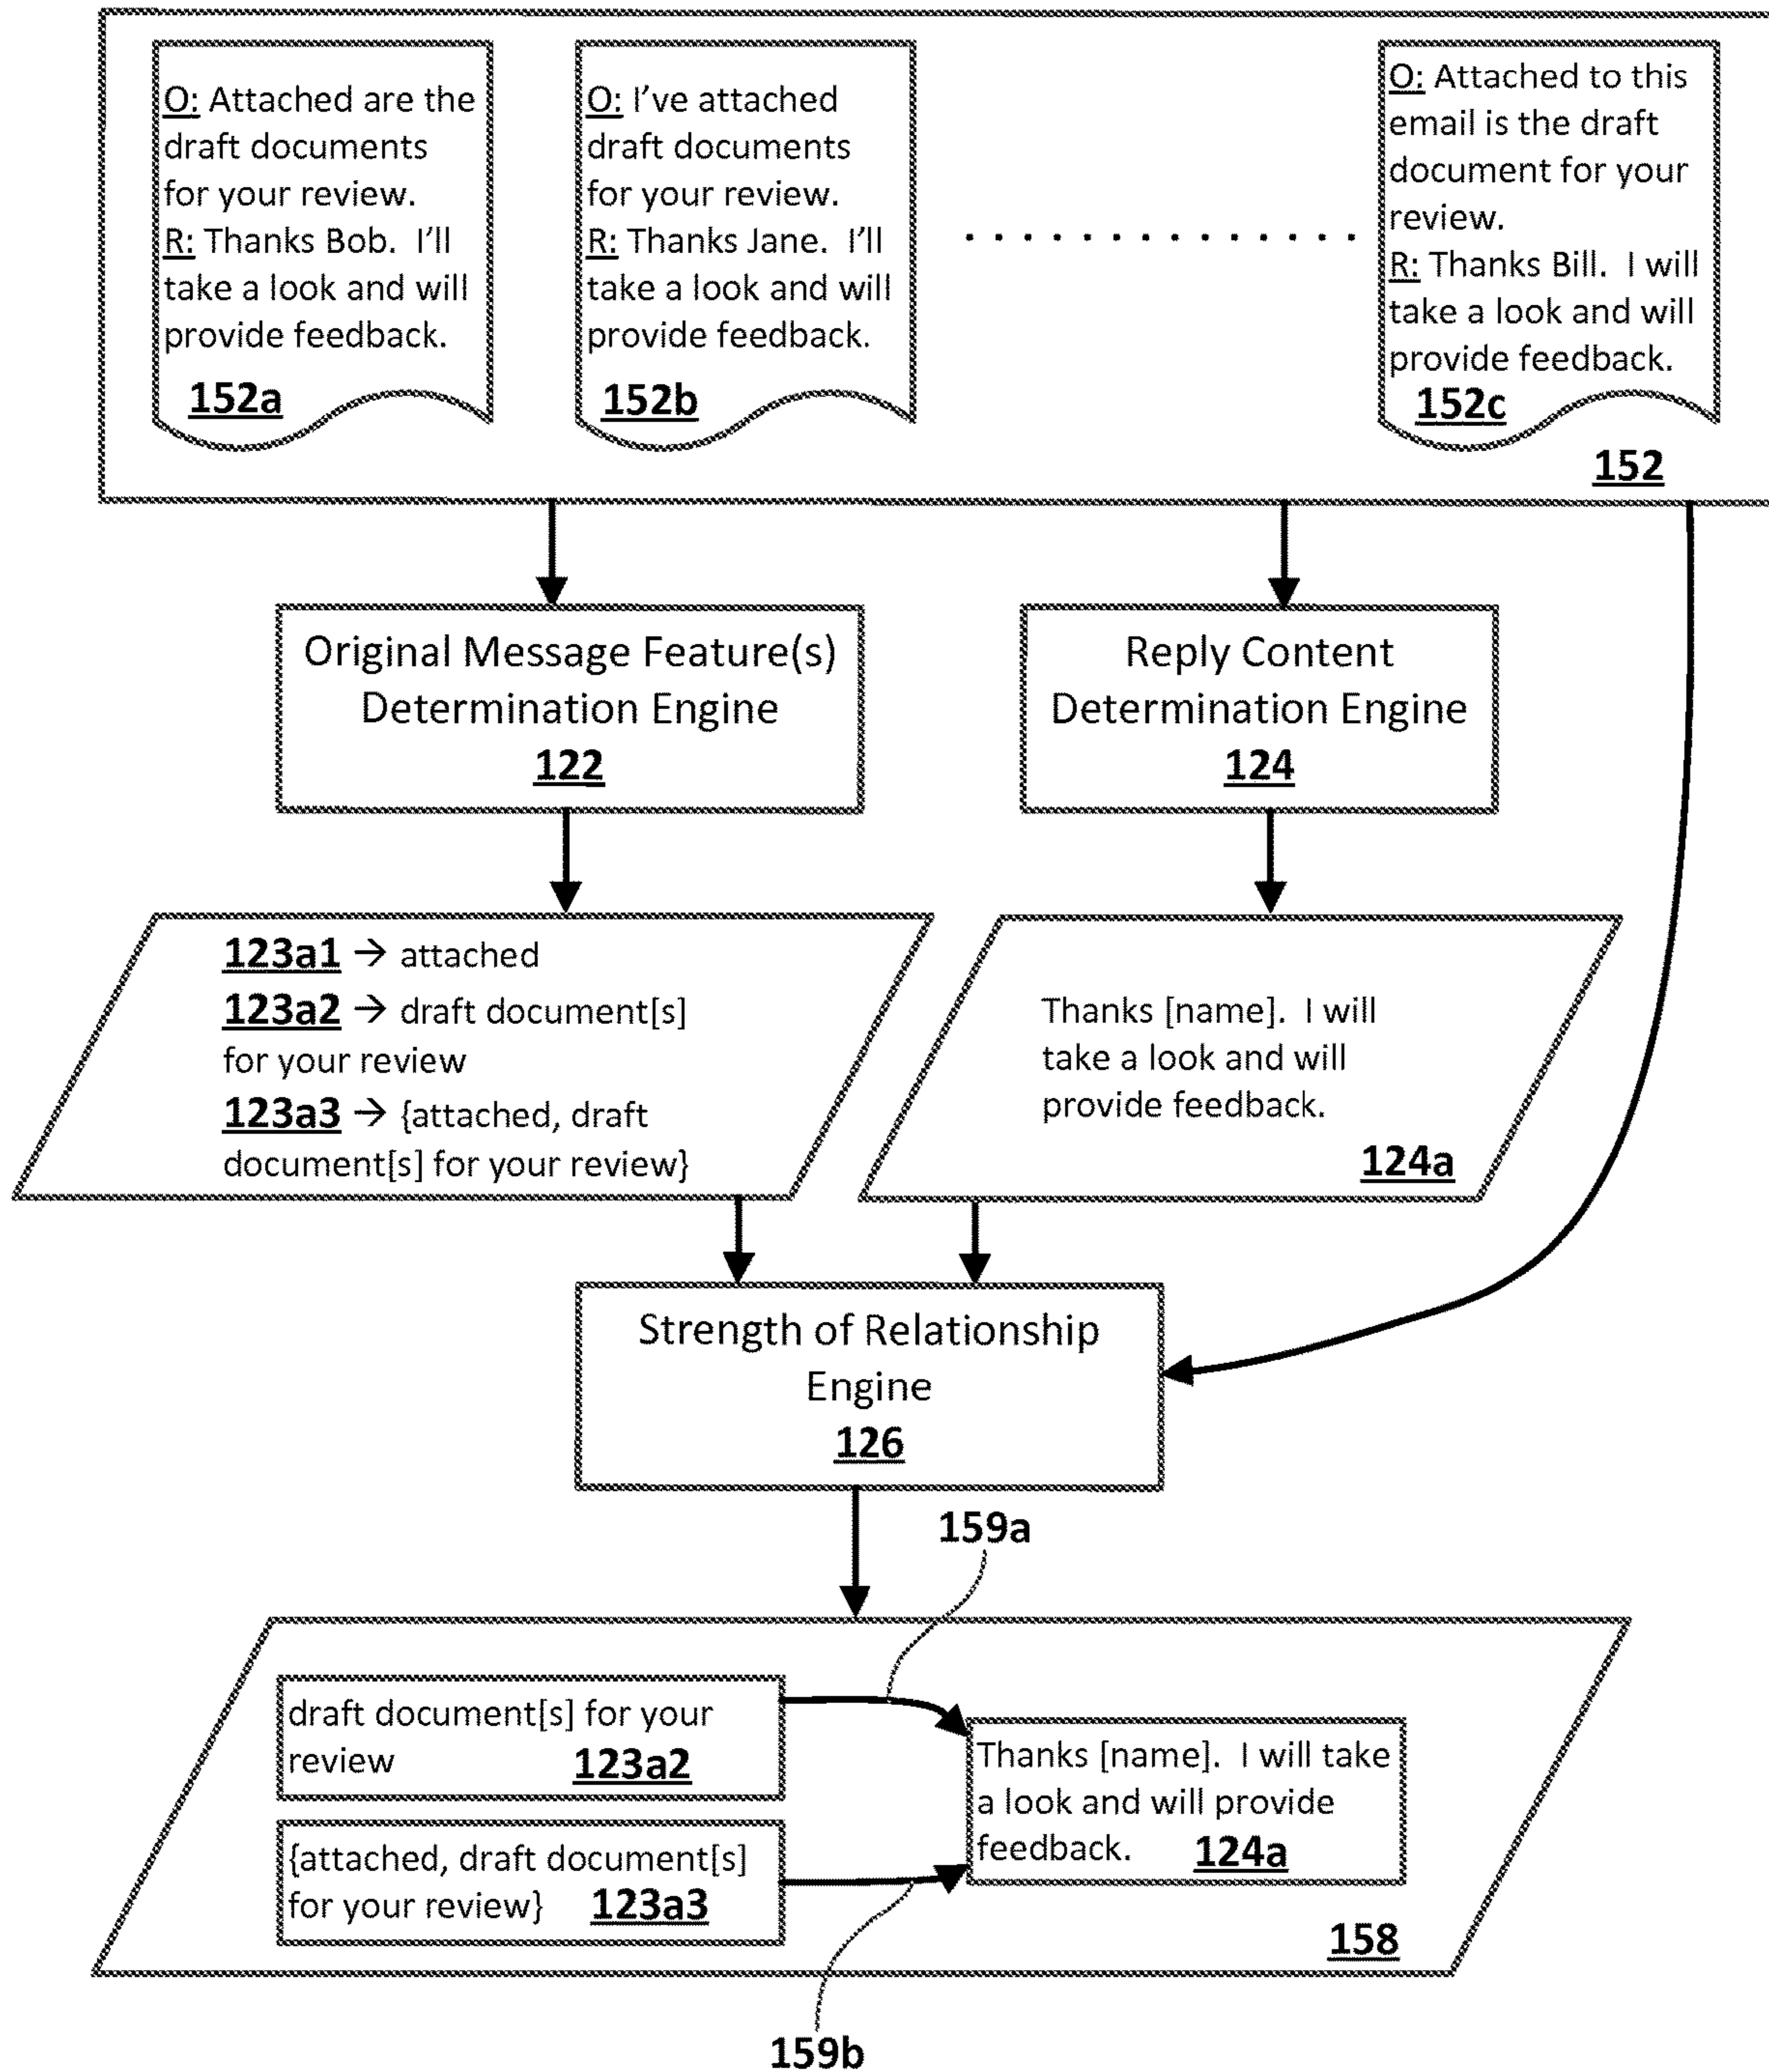 O: Attached are the
draft documents
for your review.
R: Thanks Bob. I'll
take a look and will
provide feedback.
152a
O: I've attached
draft documents
for your review.
R: Thanks Jane. I'll
take a look and will
provide feedback.
152b
O: Attached to this
email is the draft
document for your
review.
R: Thanks Bill. I will
take a look and will
provide feedback.
152c
152
Original Message Feature(s)
Determination Engine
122
Reply Content
Determination Engine
124
123a1 → attached
123a2 → draft document[s]
for your review
123a3 → {attached, draft
document[s] for your review}
Thanks [name]. I will
take a look and will
provide feedback.
124a
Strength of Relationship
Engine
126
159a
draft document[s] for your
review 123a2
{attached, draft document[s]
for your review} 123a3
Thanks [name]. I will take
a look and will provide
feedback. 124a
158
159b